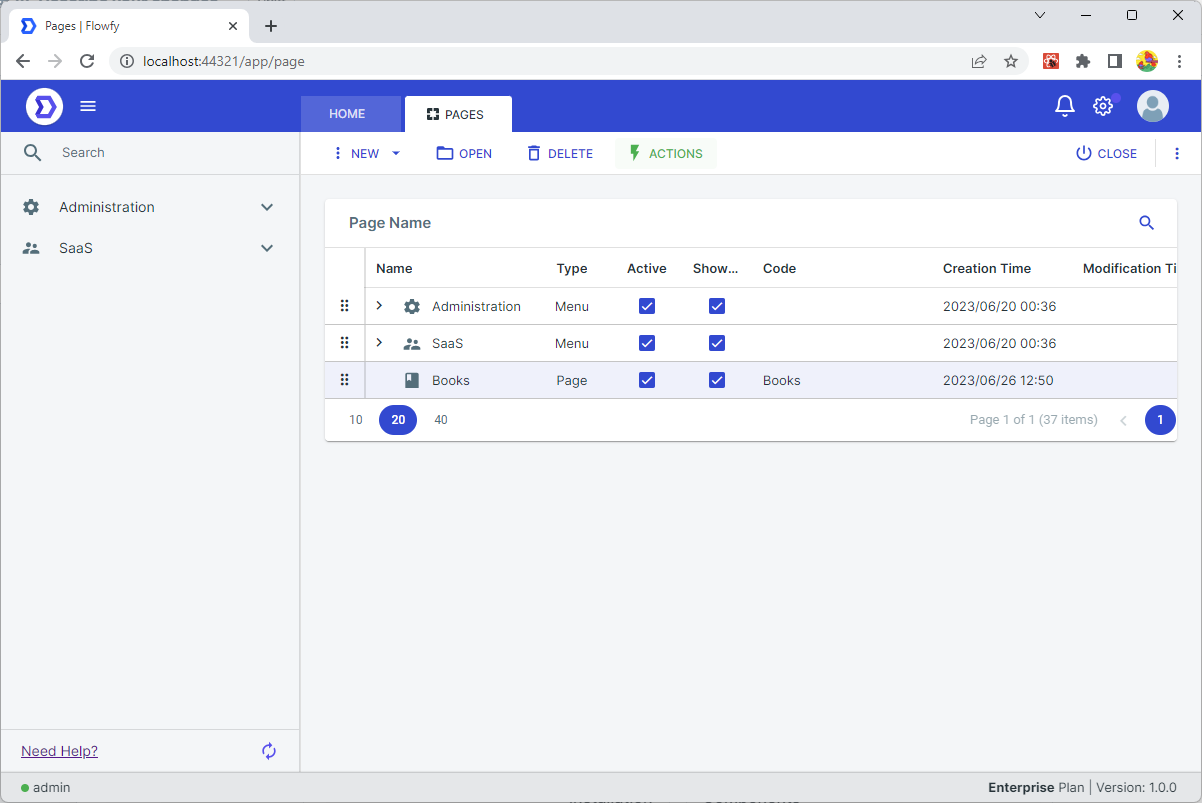 Pages | Flowfy
localhost:44321/app/page
HOME
PAGES
Search
NEW
OPEN
DELETE
ACTIONS
CLOSE
Administration
SaaS
Page Name
Name Type Active Show... Code Creation Time Modification Ti
Administration Menu 2023/06/20 00:36
SaaS Menu 2023/06/20 00:36
Books Page Books 2023/06/26 12:50
10 20 40 Page 1 of 1 (37 items) 1
Need Help?
admin
Enterprise Plan | Version: 1.0.0